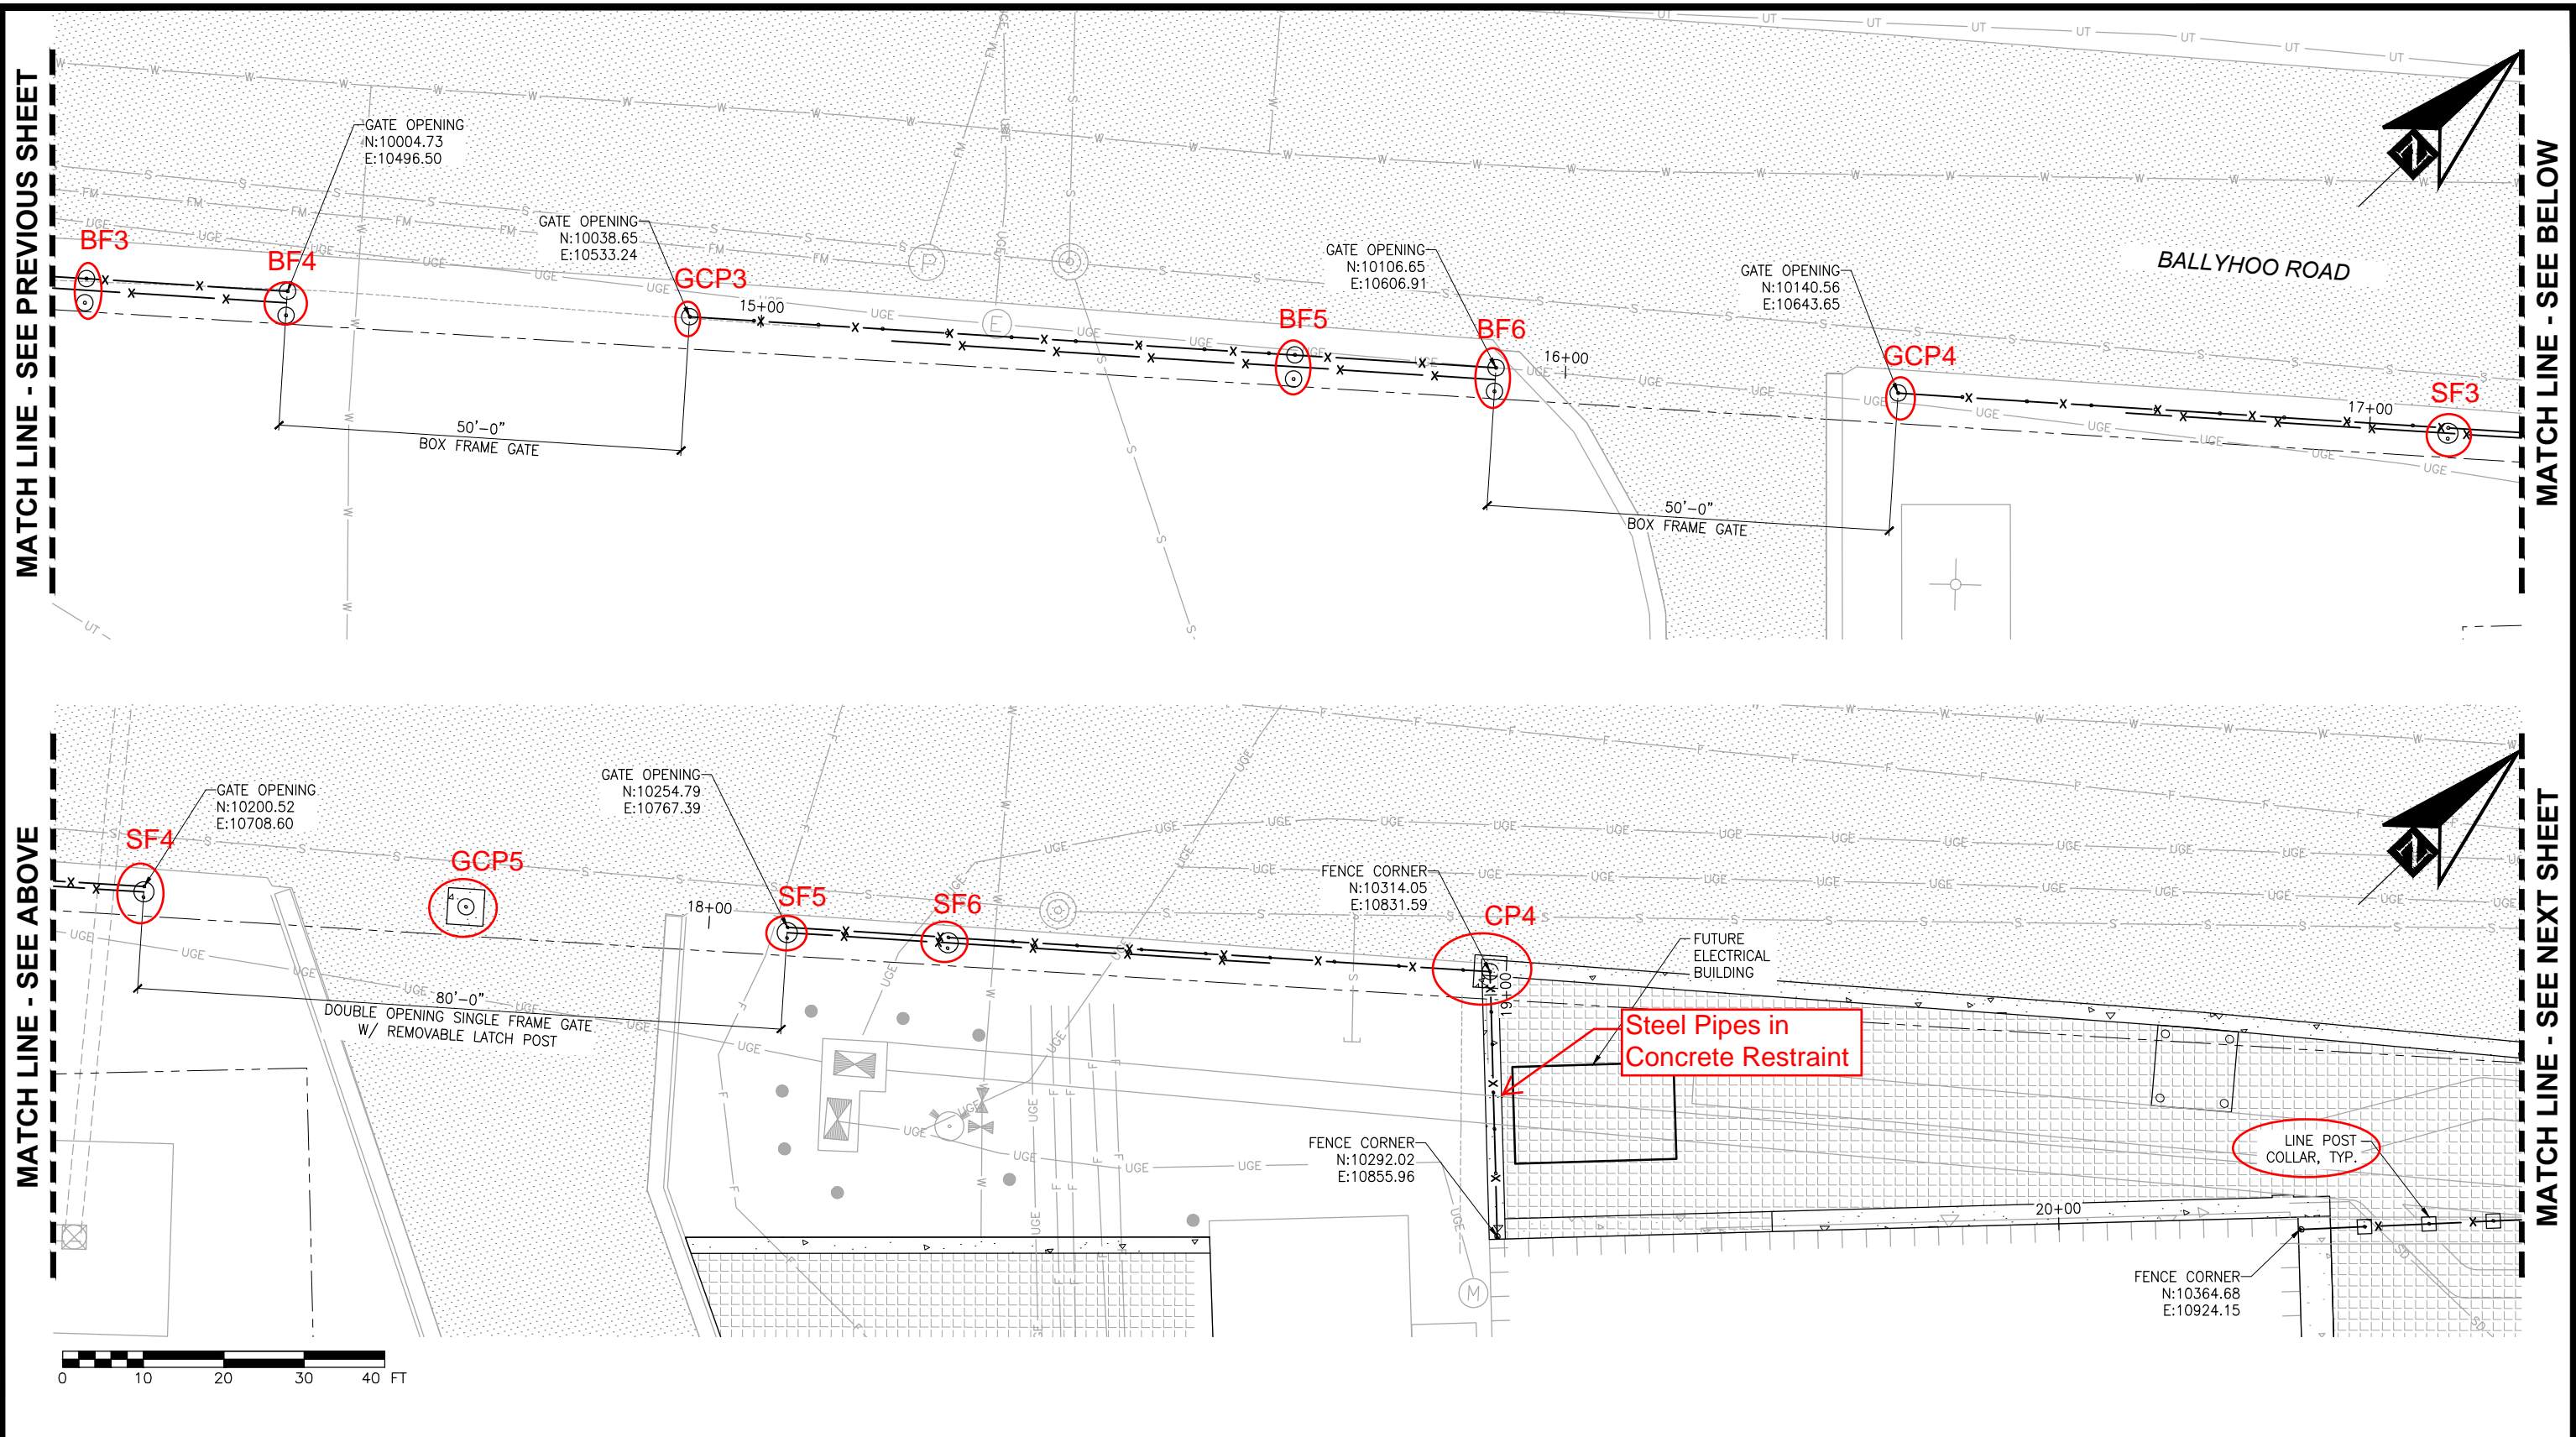 MATCH LINE - SEE PREVIOUS SHEET
GATE OPENING
N:10004.73
E:10496.50
BF3
BF4
GATE OPENING
N:10038.65
E:10533.24
GCP3
15+00
50'-0"
BOX FRAME GATE
BF5
GATE OPENING
N:10106.65
E:10606.91
BF6
16+00
50'-0"
BOX FRAME GATE
GATE OPENING
N:10140.56
E:10643.65
GCP4
17+00
SF3
BALLYHOO ROAD
N
MATCH LINE - SEE BELOW
W
S
FM
UGE
UT
P
E
MATCH LINE - SEE ABOVE
GATE OPENING
N:10200.52
E:10708.60
SF4
GCP5
80'-0"
DOUBLE OPENING SINGLE FRAME GATE
W/ REMOVABLE LATCH POST
GATE OPENING
N:10254.79
E:10767.39
18+00
SF5
SF6
FENCE CORNER
N:10314.05
E:10831.59
CP4
19+00
FUTURE
ELECTRICAL
BUILDING
Steel Pipes in
Concrete Restraint
FENCE CORNER
N:10292.02
E:10855.96
M
LINE POST
COLLAR, TYP.
20+00
FENCE CORNER
N:10364.68
E:10924.15
N
MATCH LINE - SEE NEXT SHEET
F
SD
0 10 20 30 40 FT